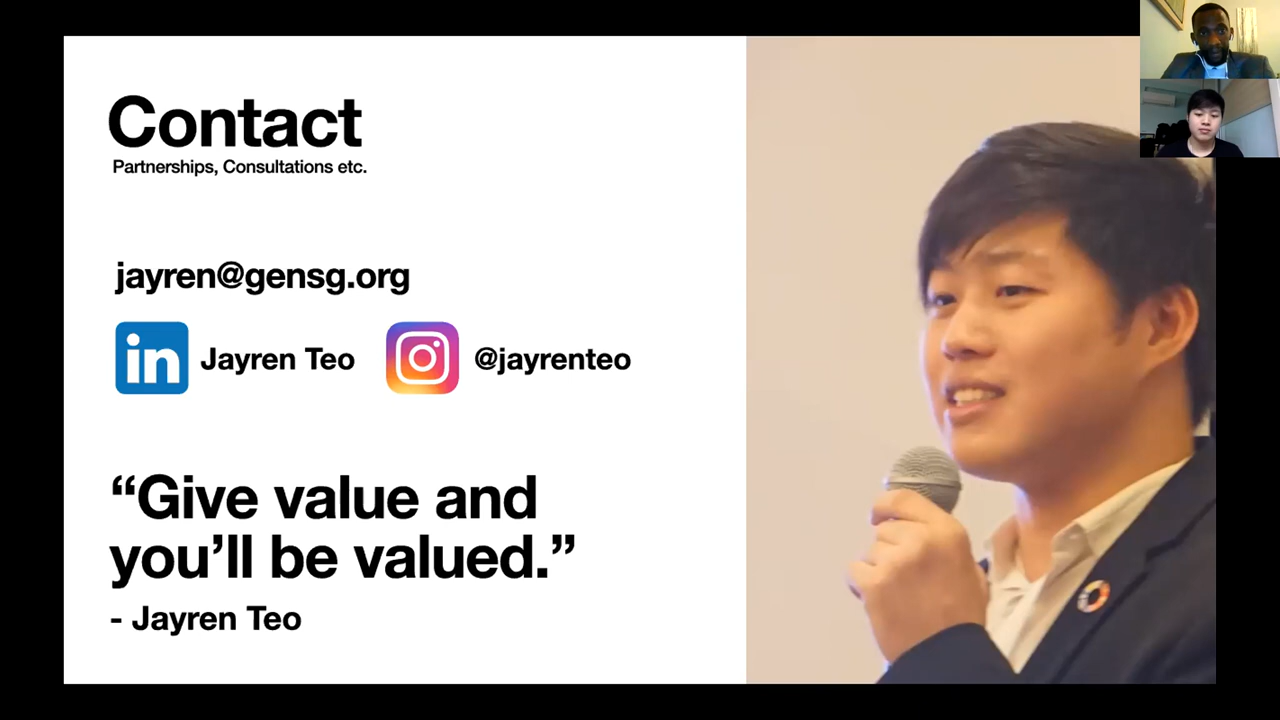 Contact
Partnerships, Consultations etc.
jayren@gensg.org
in Jayren Teo @jayrenteo
“Give value and
you’ll be valued.”
- Jayren Teo